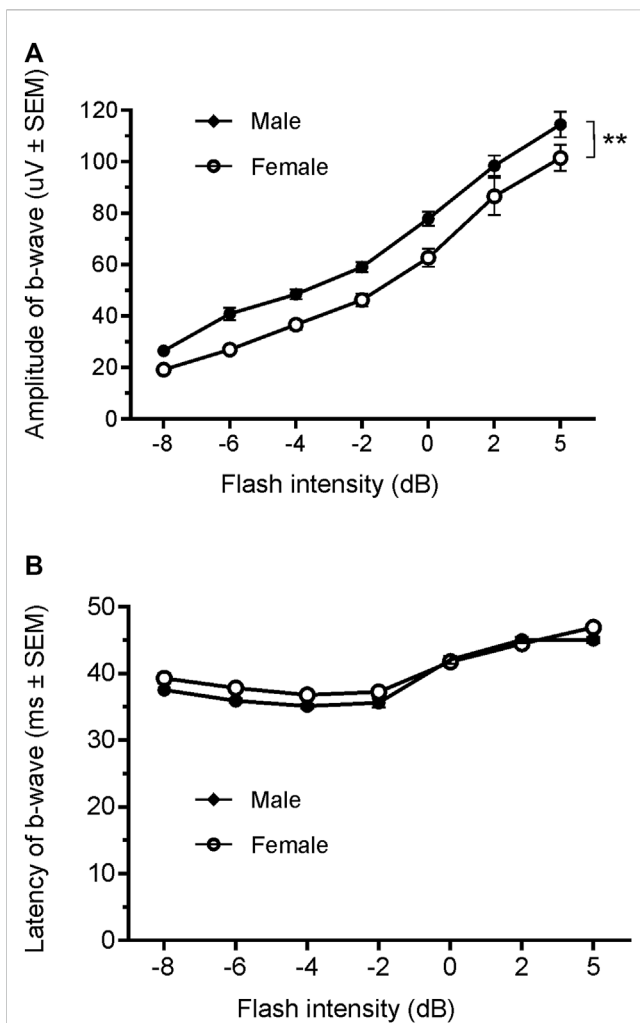 A
Amplitude of b-wave (uV ± SEM)
120
100
80
60
40
20
0
Male
Female
**
-8 -6 -4 -2 0 2 5
Flash intensity (dB)
B
Latency of b-wave (ms ± SEM)
50
40
30
20
10
0
Male
Female
-8 -6 -4 -2 0 2 5
Flash intensity (dB)